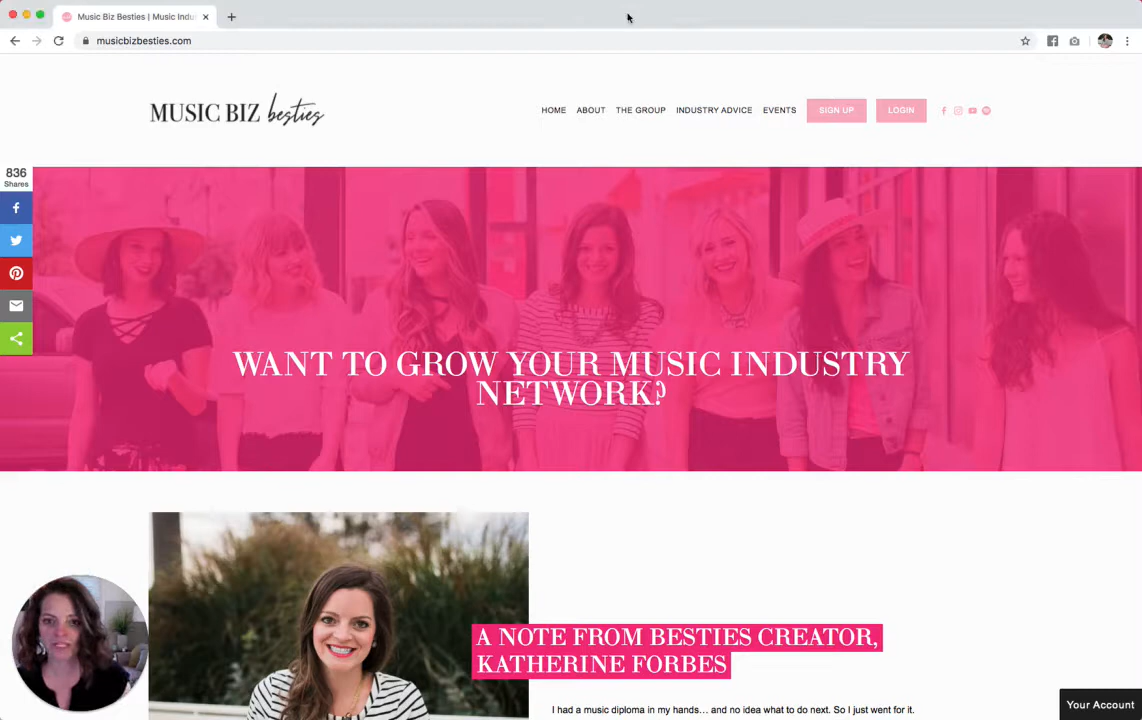 Music Biz Besties | Music Indus
musicbizbesties.com
MUSIC BIZ besties
HOME ABOUT THE GROUP INDUSTRY ADVICE EVENTS SIGN UP LOGIN
836
Shares
WANT TO GROW YOUR MUSIC INDUSTRY
NETWORK?
A NOTE FROM BESTIES CREATOR,
KATHERINE FORBES
I had a music diploma in my hands... and no idea what to do next. So I just went for it.
Your Account